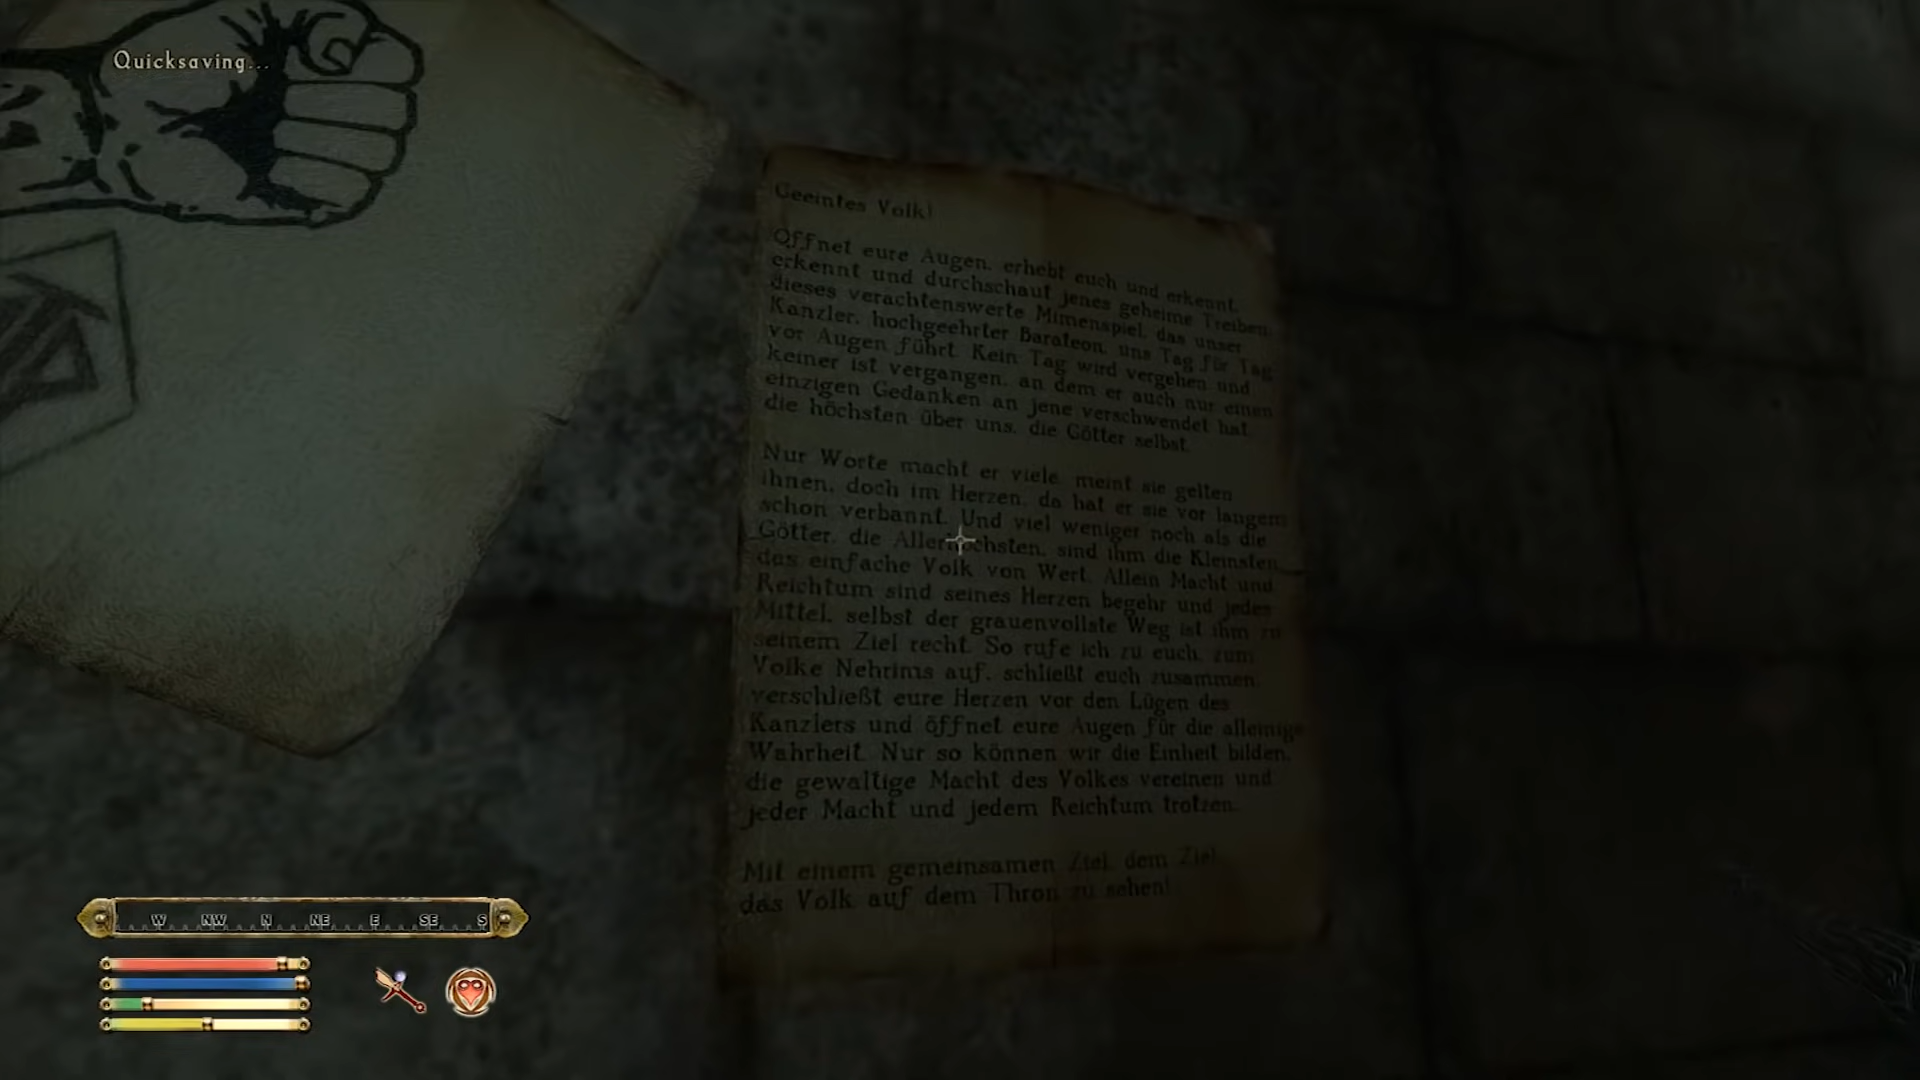 Quicksaving...
Geeintes Volk!
Öffnet eure Augen, erhebt euch und erkennt,
erkennt und durchschaut jenes geheime Treiben,
dieses verachtenswerte Mimenspiel, das unser
Kanzler, hochgeehrter Barateon, uns Tag für Tag
vor Augen führt. Kein Tag wird vergehen und
keiner ist vergangen, an dem er auch nur einen
einzigen Gedanken an jene verschwendet hat,
die höchsten über uns, die Götter selbst.
Nur Worte macht er viele, meint sie gelten
ihnen, doch im Herzen, da hat er sie vor langem
schon verbannt. Und viel weniger noch als die
Götter, die Allerhöchsten, sind ihm die Kleinsten,
das einfache Volk von Wert. Allein Macht und
Reichtum sind seines Herzen begehr und jedes
Mittel, selbst der grauenvollste Weg ist ihm zu
seinem Ziel recht. So rufe ich zu euch, zum
Volke Nehrims auf, schließt euch zusammen,
verschließt eure Herzen vor den Lügen des
Kanzlers und öffnet eure Augen für die alleinige
Wahrheit. Nur so können wir die Einheit bilden,
die gewaltige Macht des Volkes vereinen und
jeder Macht und jedem Reichtum trotzen.
Mit einem gemeinsamen Ziel, dem Ziel
das Volk auf dem Thron zu sehen!
W NW N NE E SE S